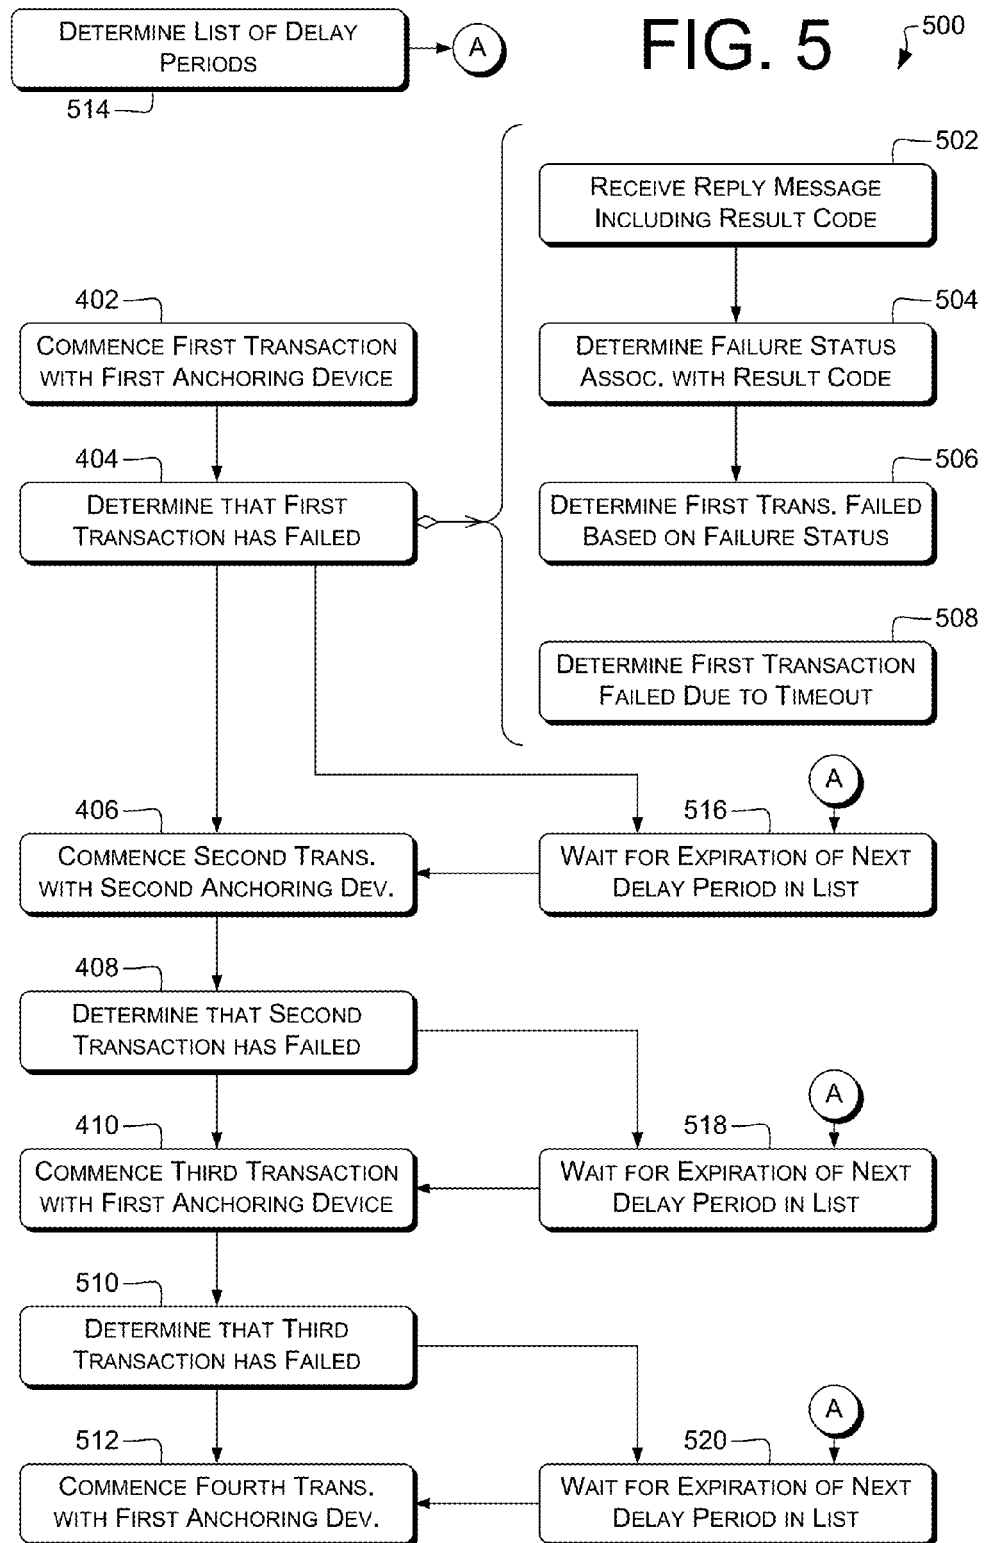 DETERMINE LIST OF DELAY
PERIODS
514
A
FIG. 5
500
502
RECEIVE REPLY MESSAGE
INCLUDING RESULT CODE
402
COMMENCE FIRST TRANSACTION
WITH FIRST ANCHORING DEVICE
504
DETERMINE FAILURE STATUS
ASSOC. WITH RESULT CODE
404
DETERMINE THAT FIRST
TRANSACTION HAS FAILED
506
DETERMINE FIRST TRANS. FAILED
BASED ON FAILURE STATUS
508
DETERMINE FIRST TRANSACTION
FAILED DUE TO TIMEOUT
406
COMMENCE SECOND TRANS.
WITH SECOND ANCHORING DEV.
516
A
WAIT FOR EXPIRATION OF NEXT
DELAY PERIOD IN LIST
408
DETERMINE THAT SECOND
TRANSACTION HAS FAILED
410
COMMENCE THIRD TRANSACTION
WITH FIRST ANCHORING DEVICE
518
A
WAIT FOR EXPIRATION OF NEXT
DELAY PERIOD IN LIST
510
DETERMINE THAT THIRD
TRANSACTION HAS FAILED
512
COMMENCE FOURTH TRANS.
WITH FIRST ANCHORING DEV.
520
A
WAIT FOR EXPIRATION OF NEXT
DELAY PERIOD IN LIST